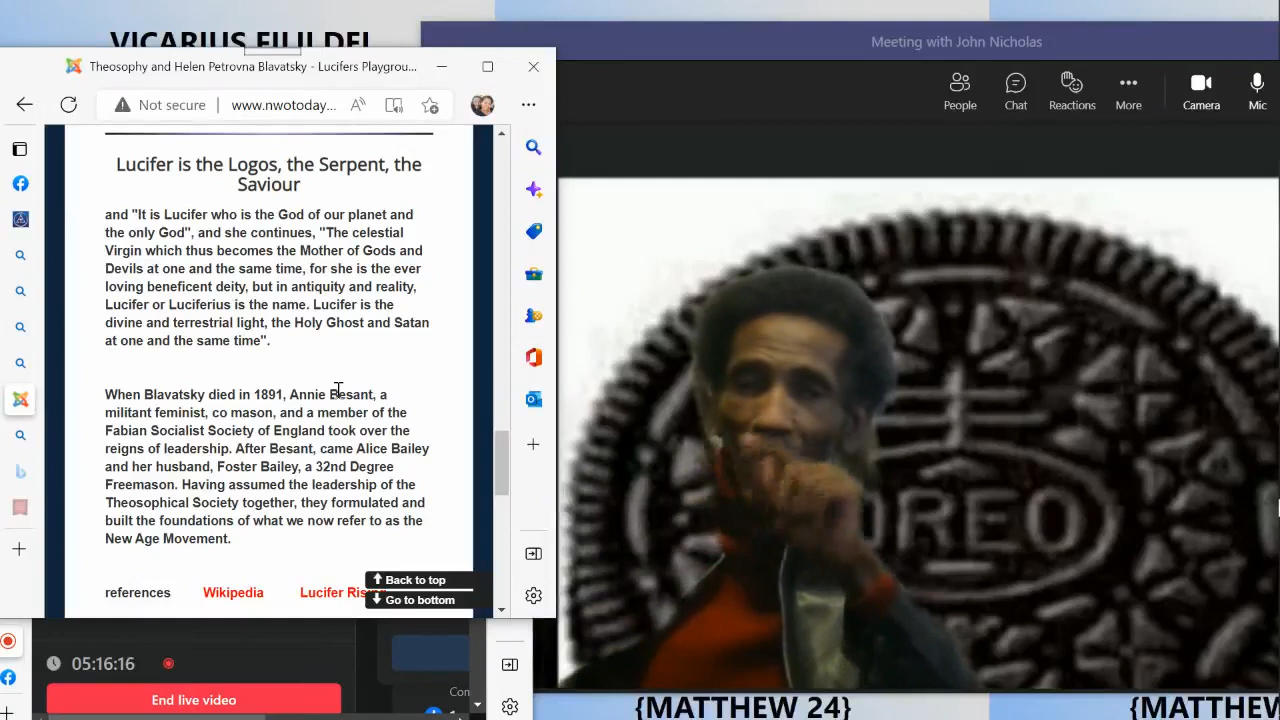 VICARIUS FILII DEI
Meeting with John Nicholas
Theosophy and Helen Petrovna Blavatsky - Lucifers Playgrou...
Not secure
www.nwotoday...
People
Chat
Reactions
More
Camera
Mic
Lucifer is the Logos, the Serpent, the
Saviour
and "It is Lucifer who is the God of our planet and
the only God", and she continues, "The celestial
Virgin which thus becomes the Mother of Gods and
Devils at one and the same time, for she is the ever
loving beneficent deity, but in antiquity and reality,
Lucifer or Luciferius is the name. Lucifer is the
divine and terrestrial light, the Holy Ghost and Satan
at one and the same time".
When Blavatsky died in 1891, Annie Besant, a
militant feminist, co mason, and a member of the
Fabian Socialist Society of England took over the
reigns of leadership. After Besant, came Alice Bailey
and her husband, Foster Bailey, a 32nd Degree
Freemason. Having assumed the leadership of the
Theosophical Society together, they formulated and
built the foundations of what we now refer to as the
New Age Movement.
references Wikipedia Lucifer Rising
Back to top
Go to bottom
OREO
05:16:16
End live video
Con
{MATTHEW 24}
{MATTHEW